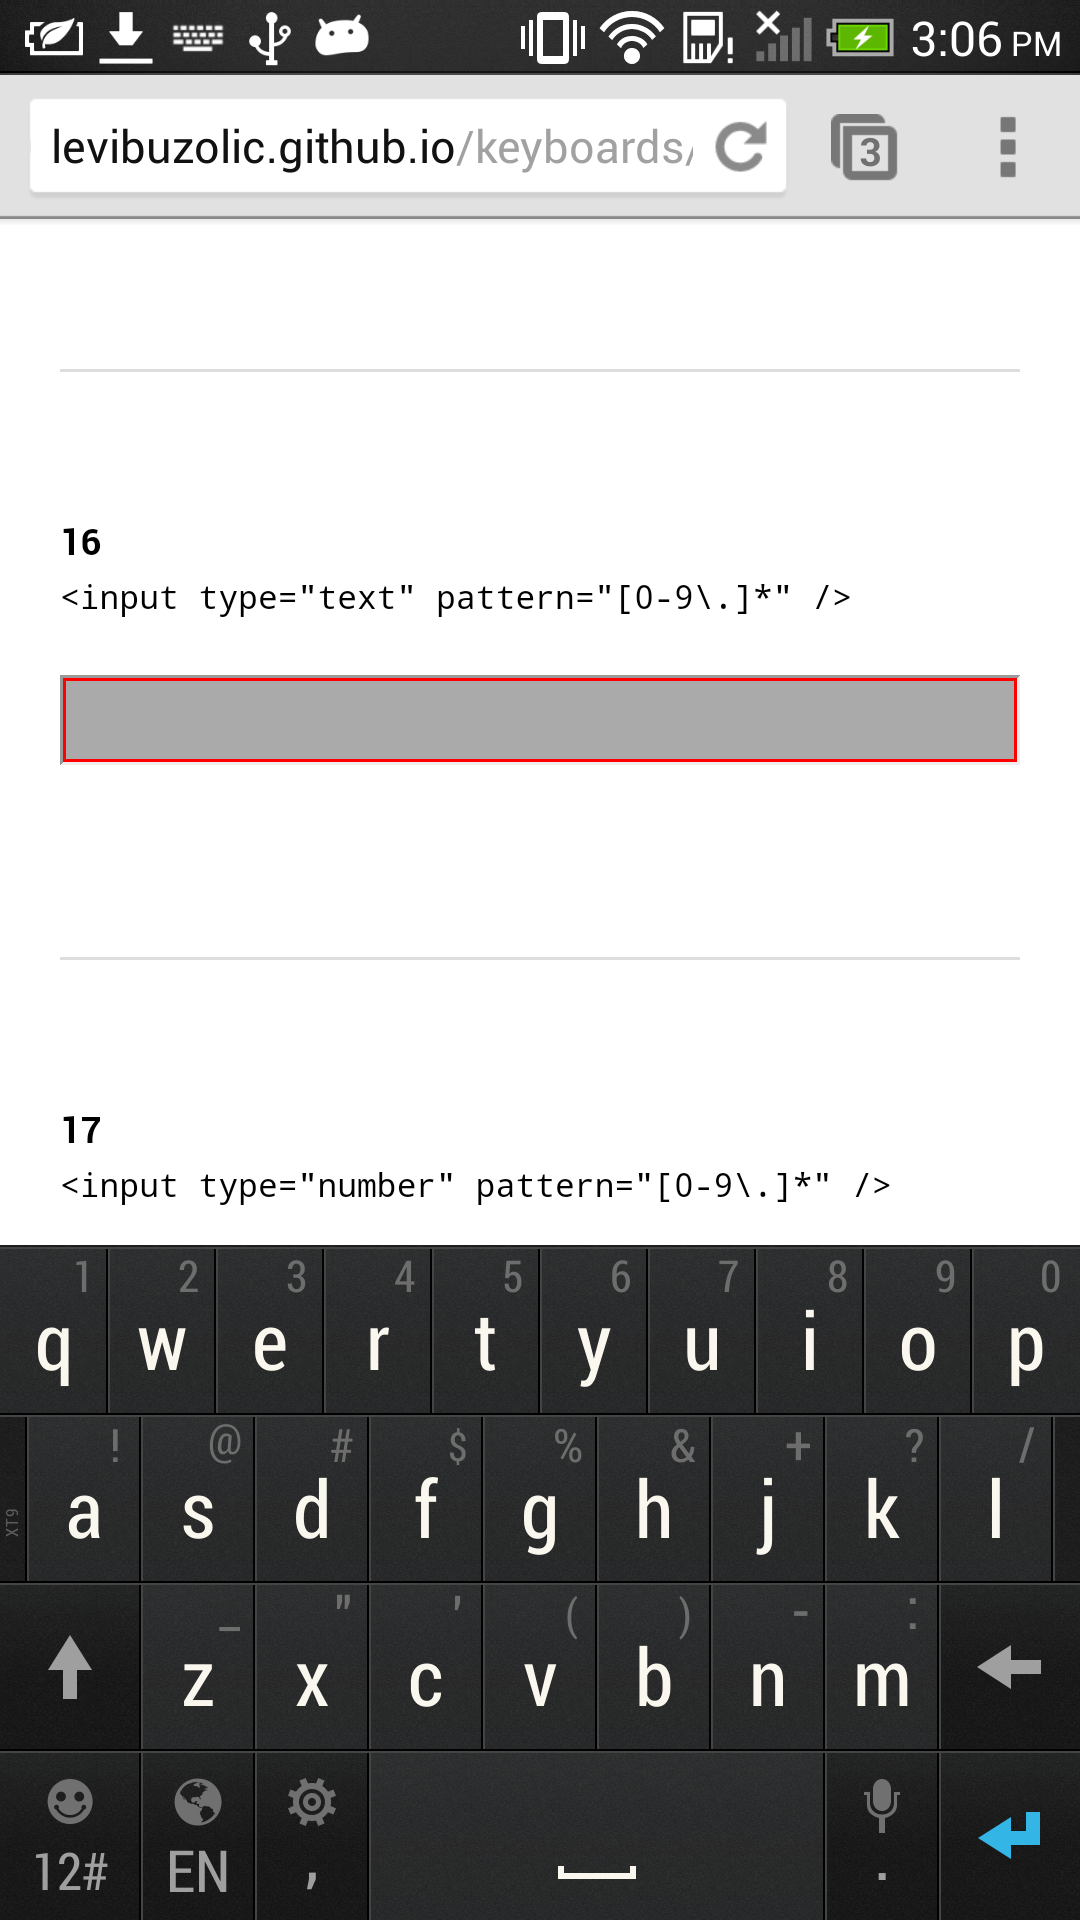 3:06 PM
levibuzolic.github.io/keyboards/
3
16
<input type="text" pattern="[0-9\.]*" />
17
<input type="number" pattern="[0-9\.]*" />
1 2 3 4 5 6 7 8 9 0
q w e r t y u i o p
! @ # $ % & + ? /
XT9 a s d f g h j k l
_ " ' ( ) - :
z x c v b n m
12# EN , .